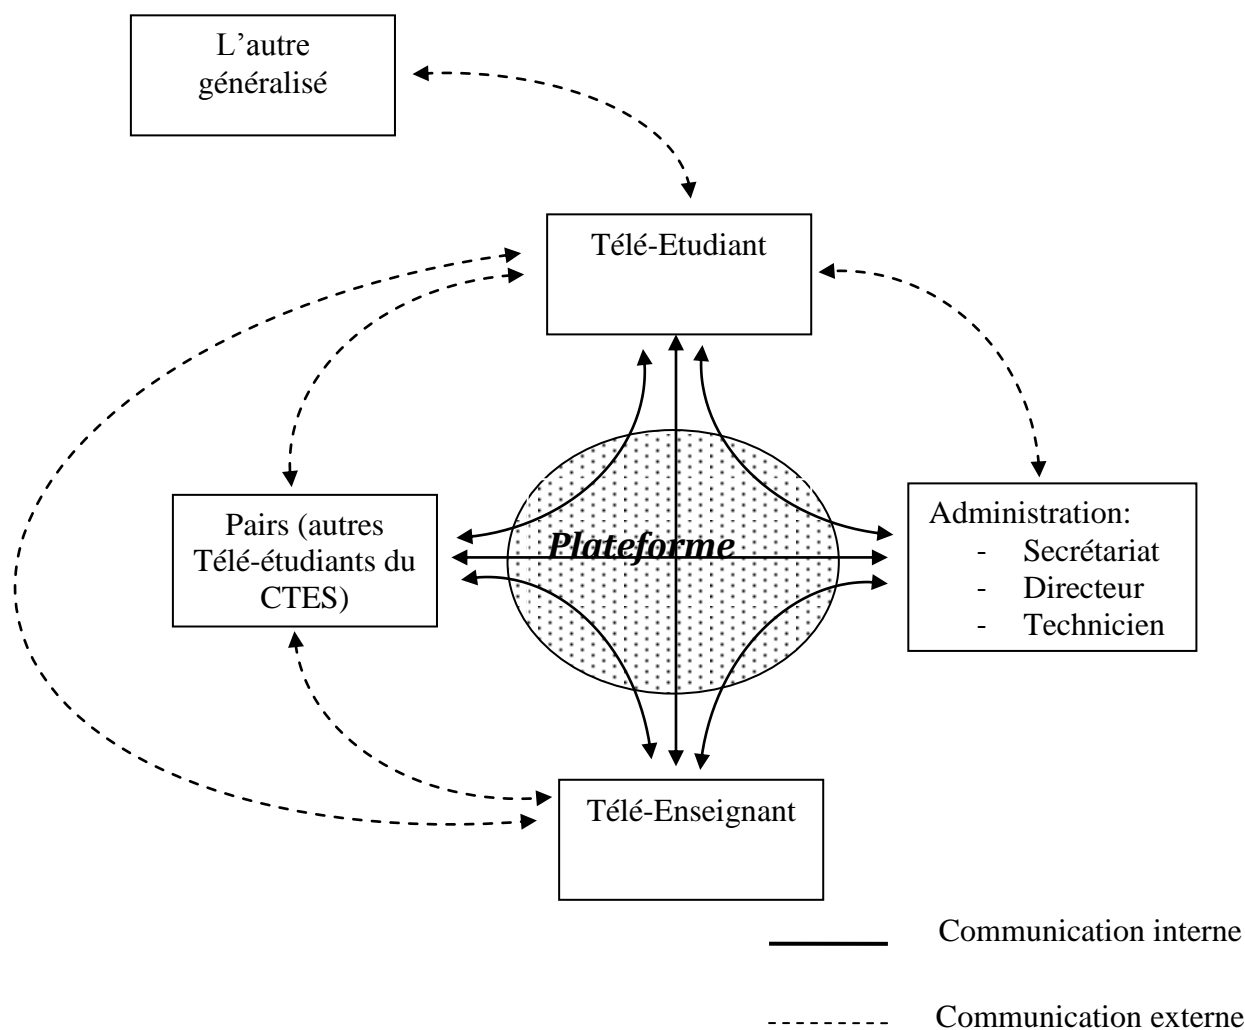 L’autre
généralisé
Télé-Etudiant
Pairs (autres
Télé-étudiants du
CTES)
Plateforme
Administration:
- Secrétariat
- Directeur
- Technicien
Télé-Enseignant
Communication interne
Communication externe